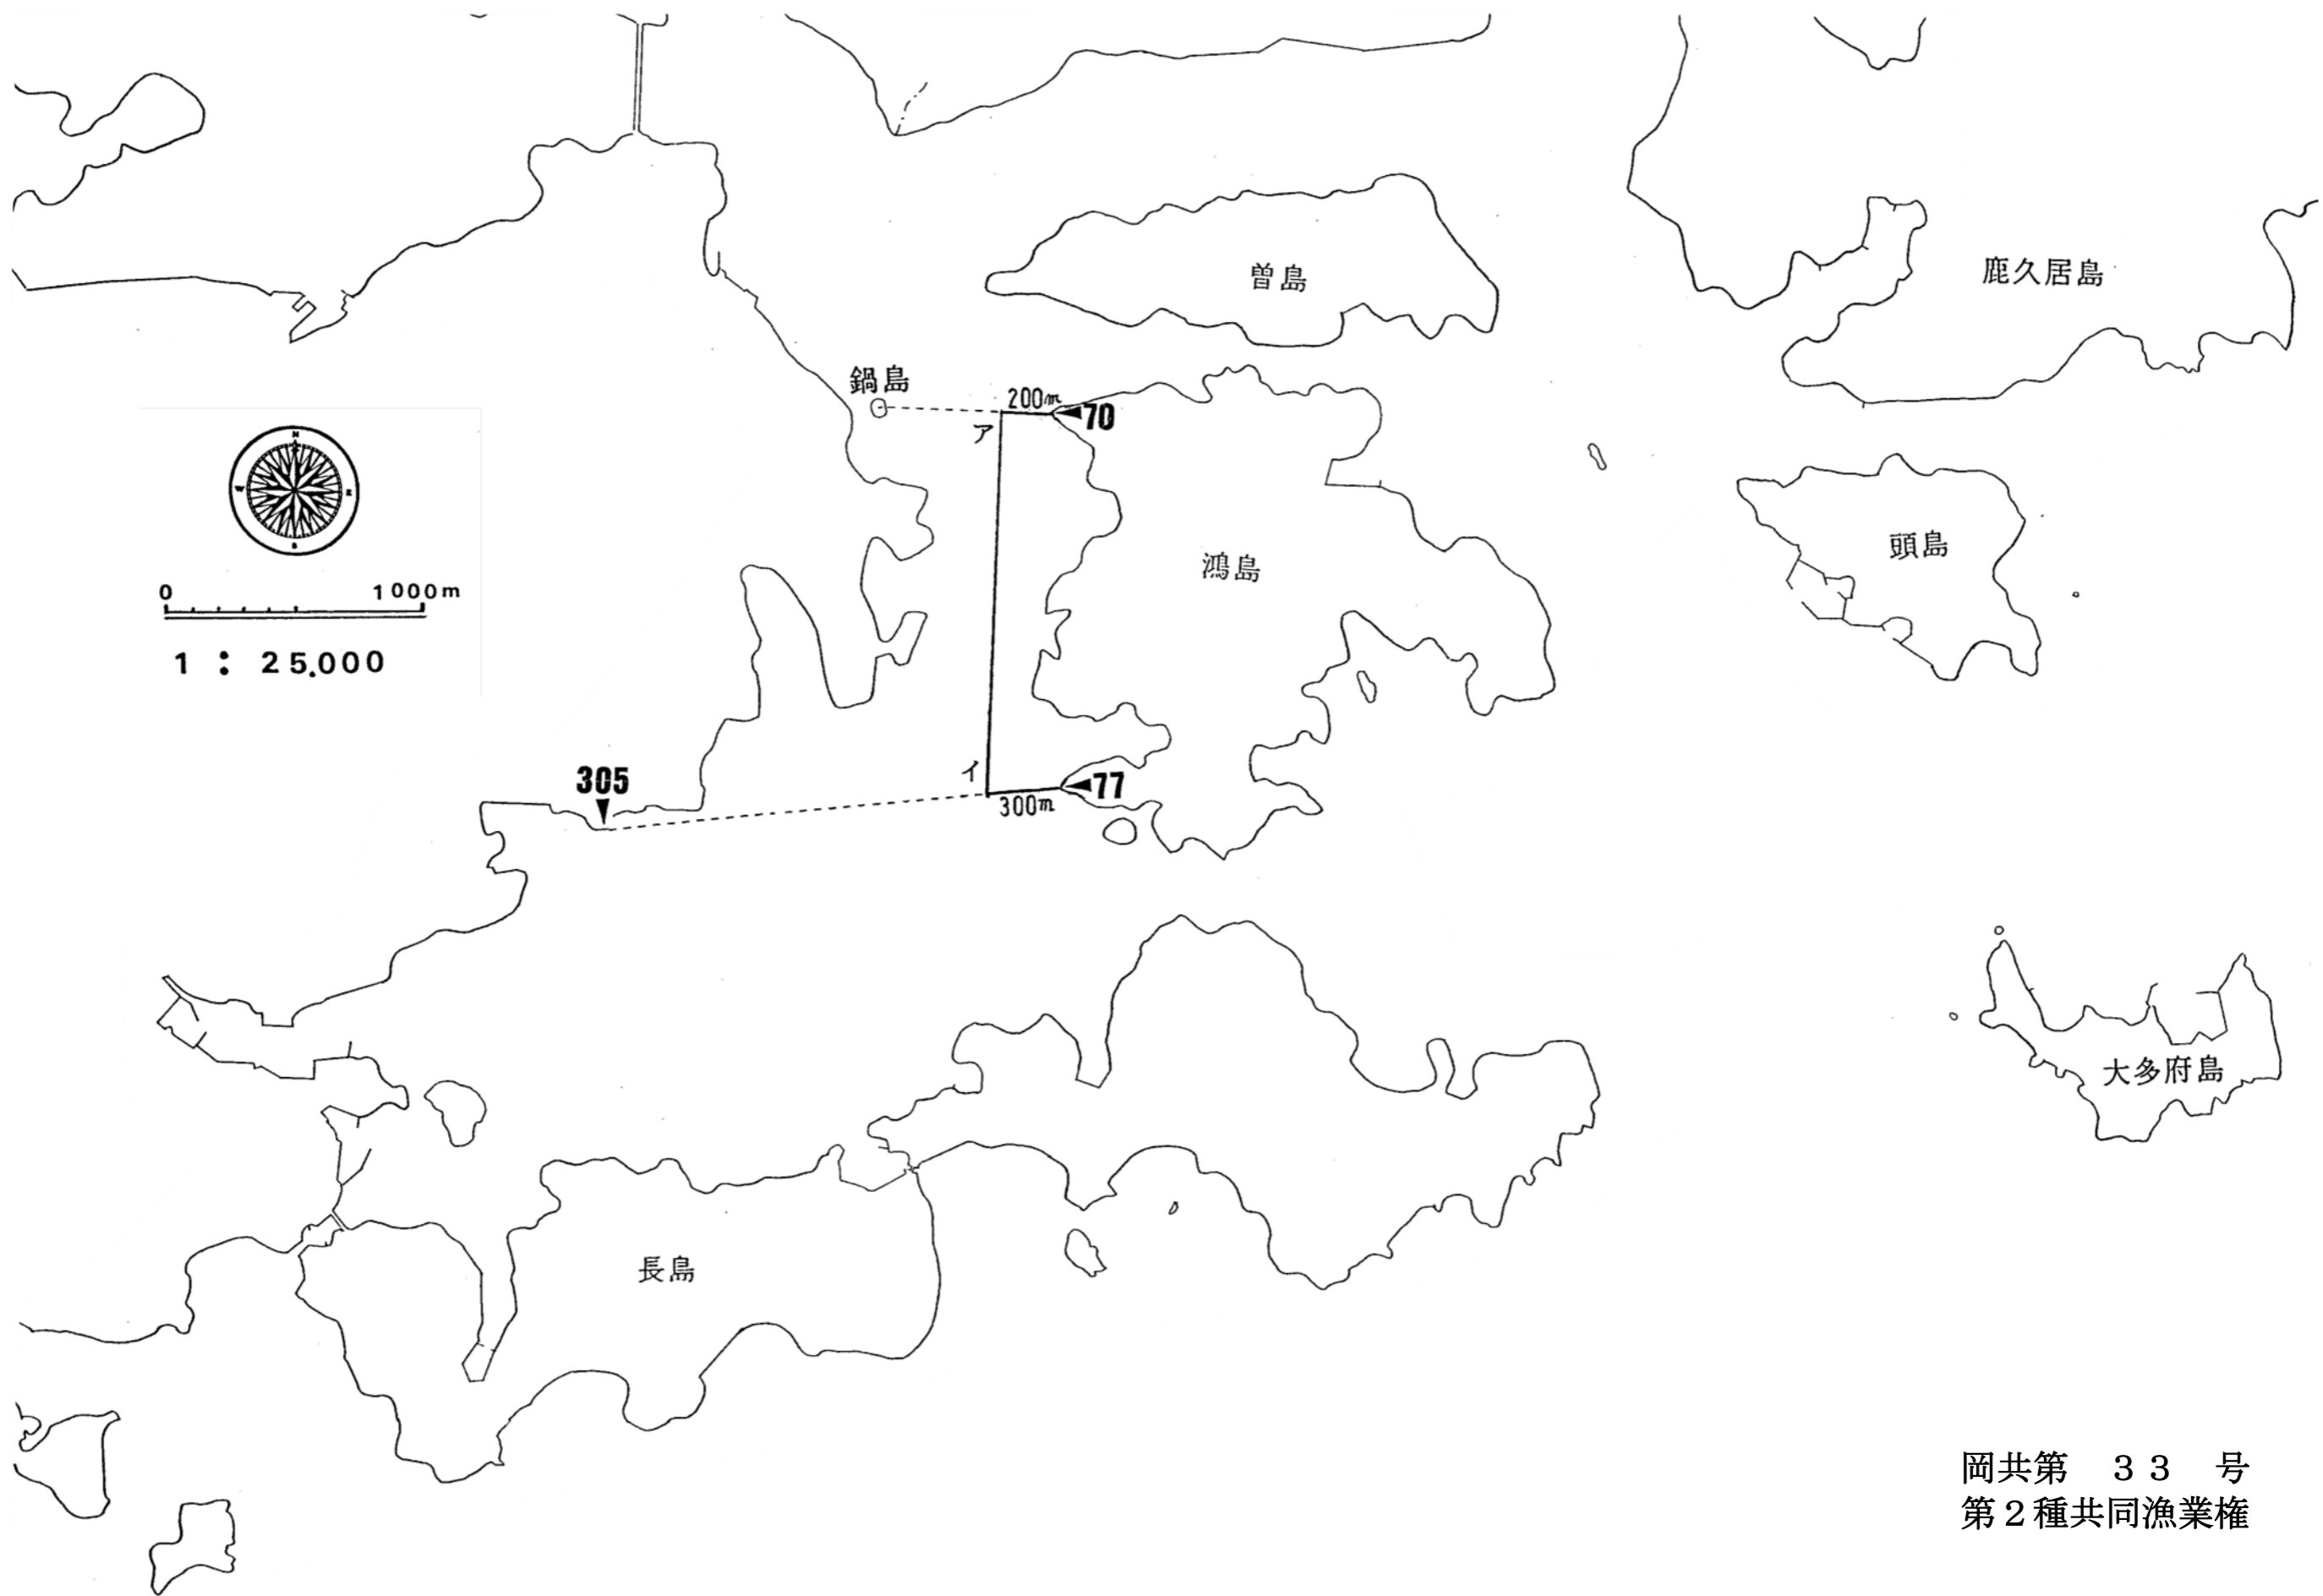 曽島
鹿久居島
鍋島
200m
70
ア
N
W
E
S
0 1000m
1 : 25.000
鴻島
頭島
305
イ
77
300m
大多府島
長島
岡共第 ３３ 号
第２種共同漁業権